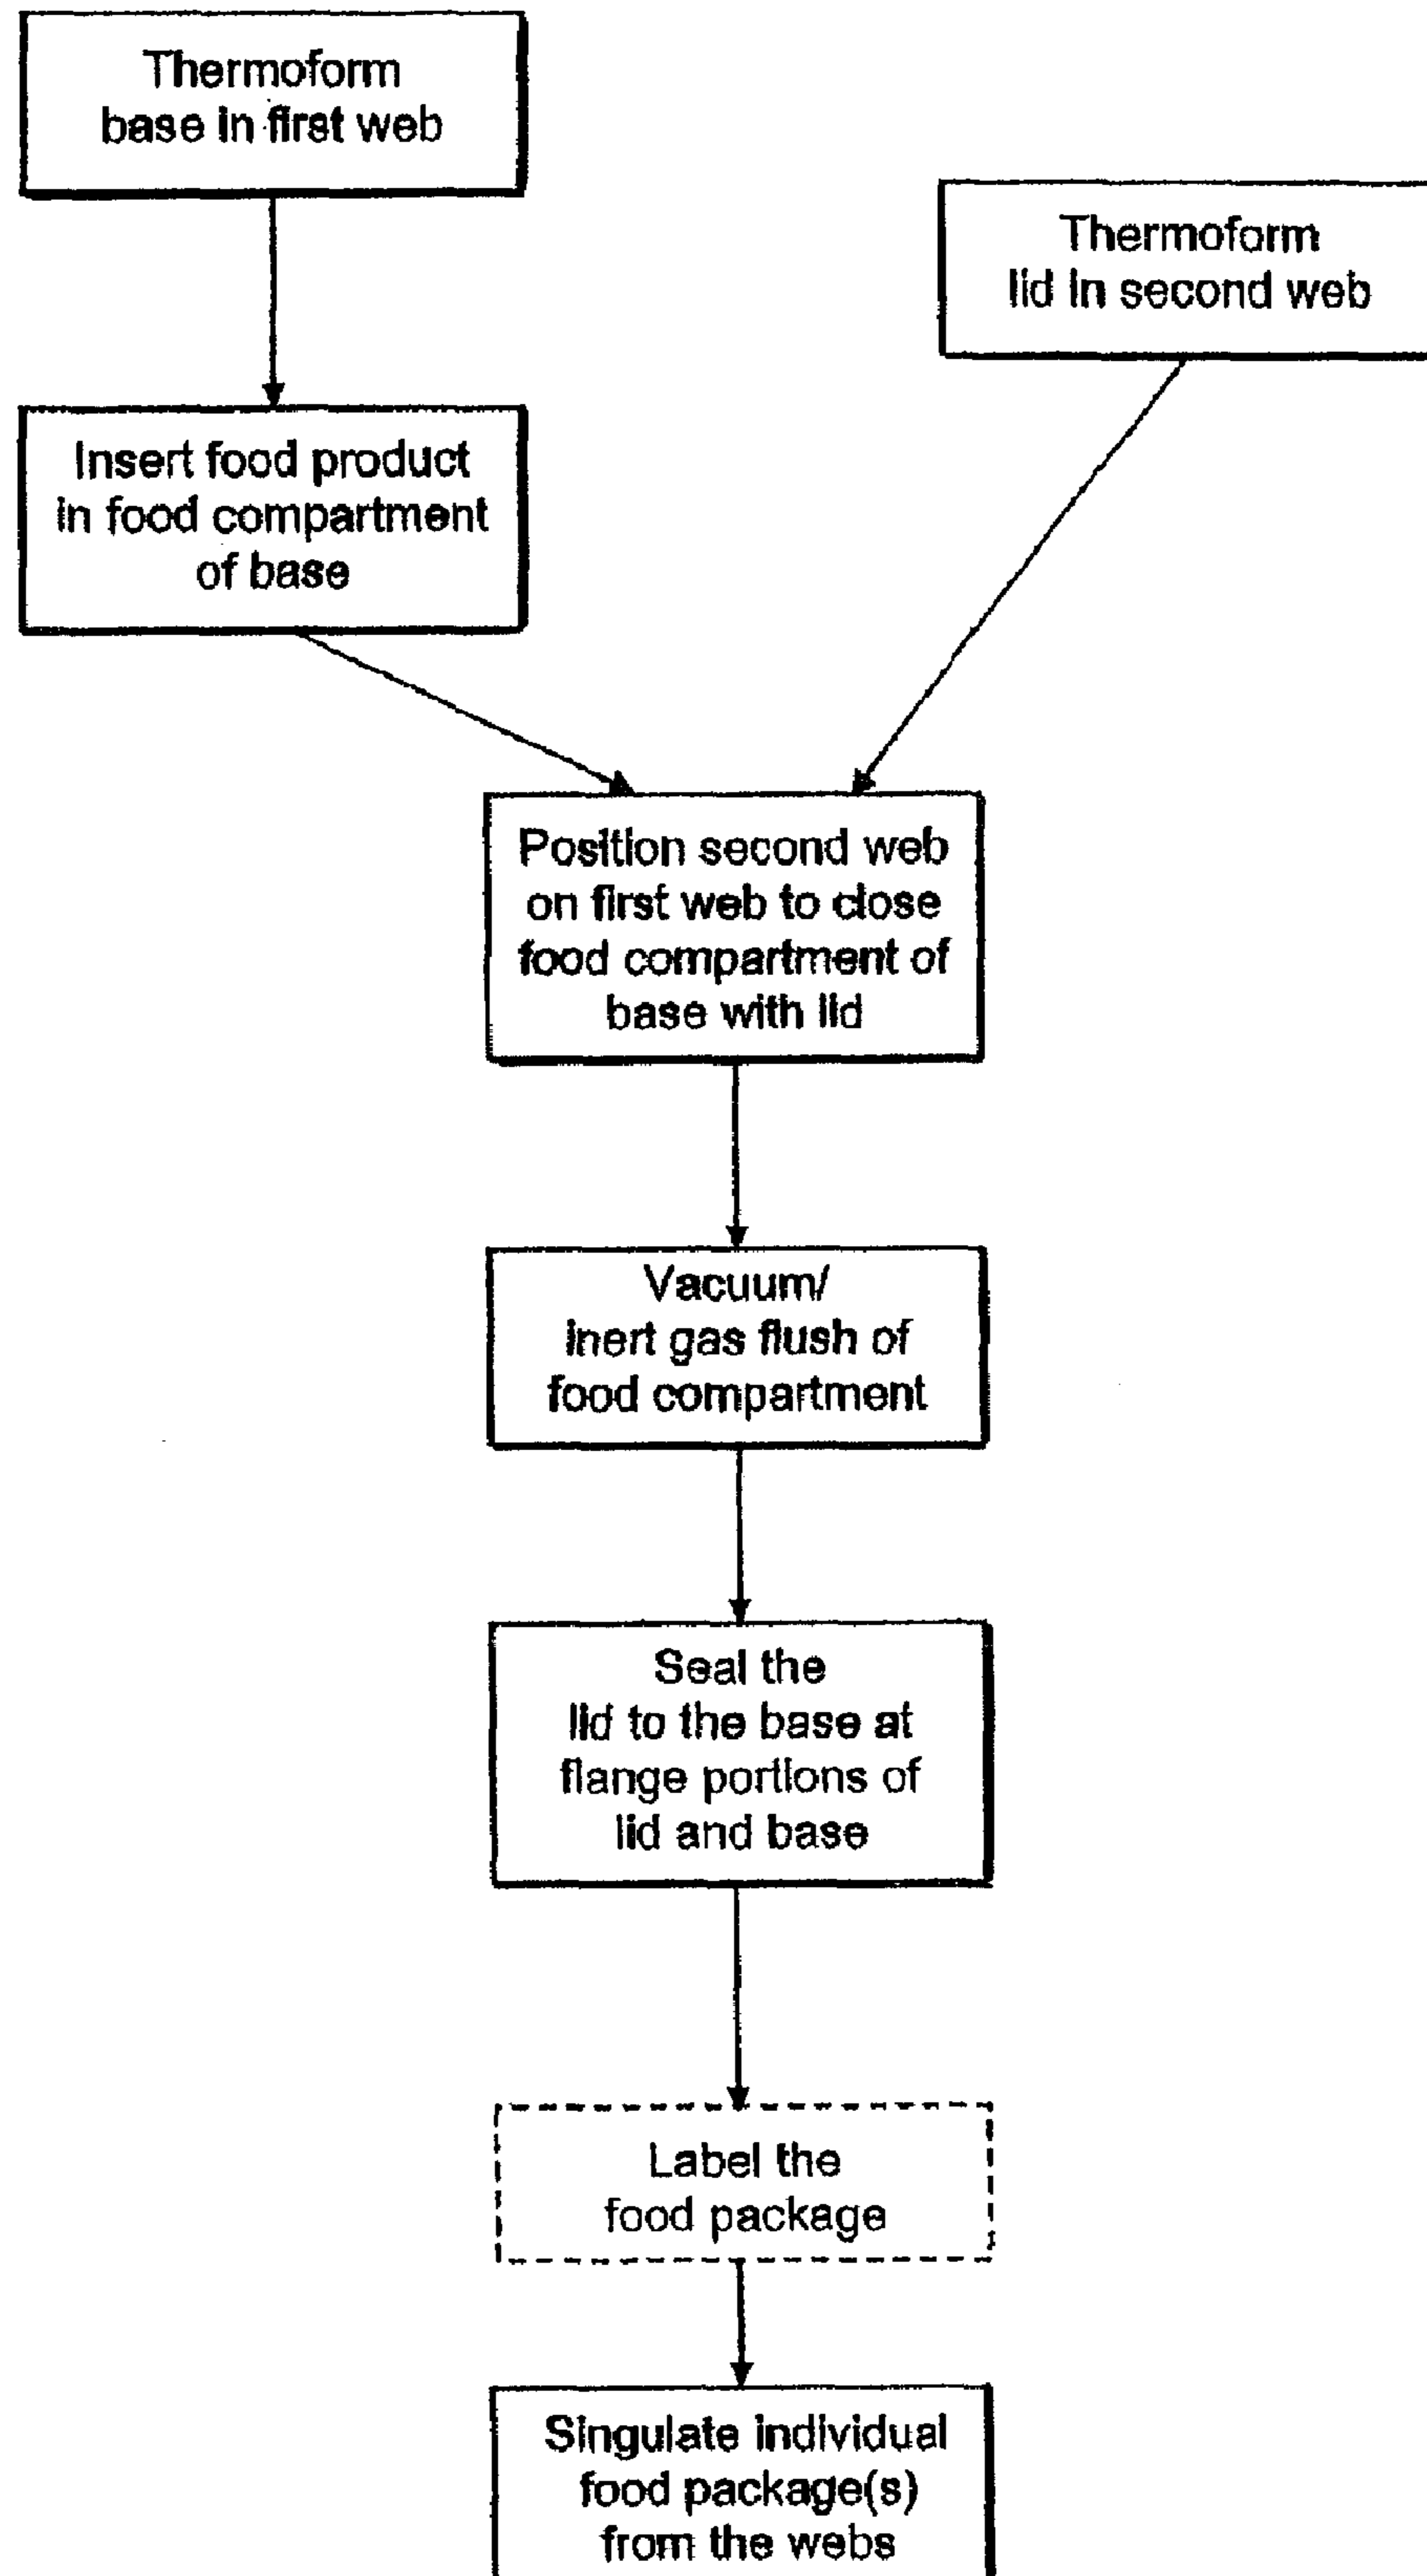 Thermoform
base in first web
Thermoform
lid in second web
Insert food product
in food compartment
of base
Position second web
on first web to close
food compartment of
base with lid
Vacuum/
inert gas flush of
food compartment
Seal the
lid to the base at
flange portions of
lid and base
Label the
food package
Singulate individual
food package(s)
from the webs